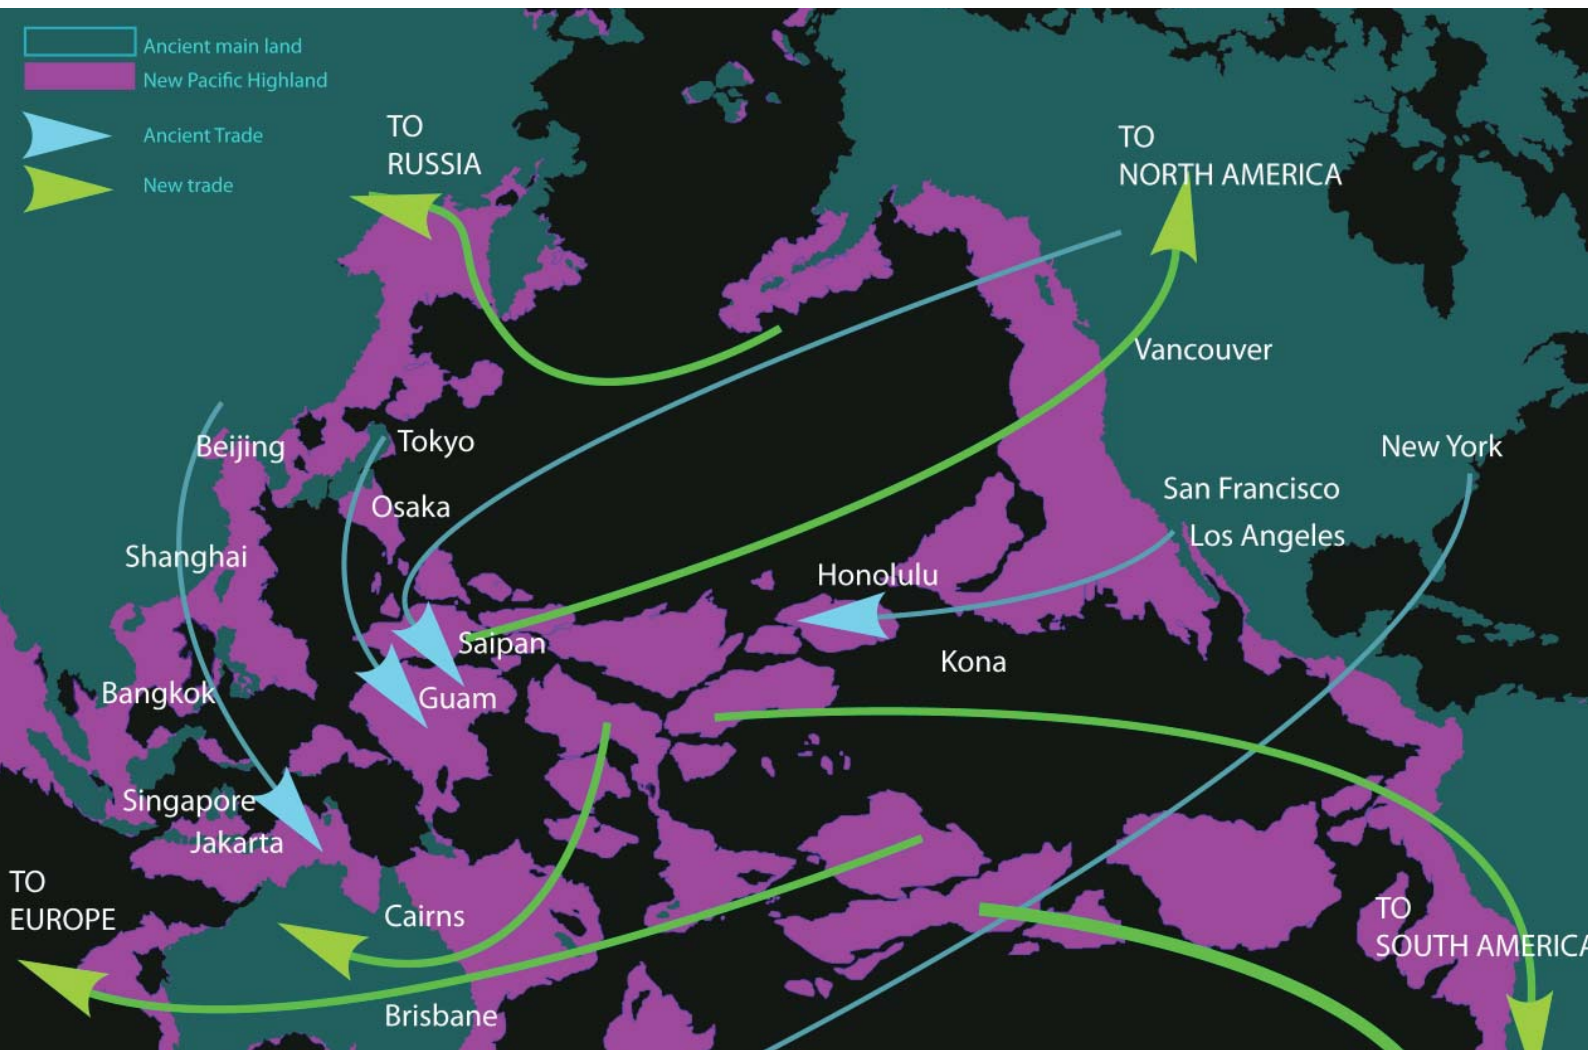 Ancient main land
New Pacific Highland
Ancient Trade
New trade
TO
RUSSIA
TO
NORTH AMERICA
Vancouver
Beijing
Tokyo
New York
Osaka
San Francisco
Los Angeles
Shanghai
Honolulu
Saipan
Kona
Bangkok
Guam
Singapore
Jakarta
TO
EUROPE
Cairns
TO
SOUTH AMERICA
Brisbane